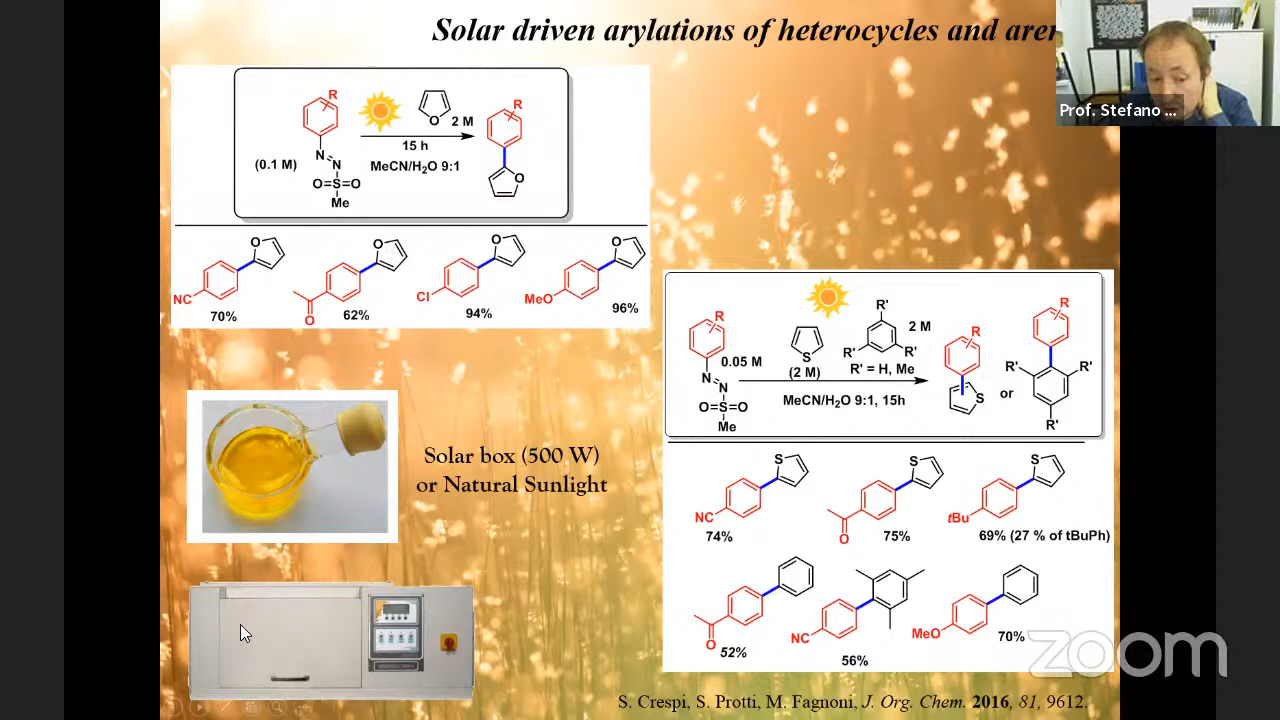 Solar driven arylations of heterocycles and aren
Prof. Stefano ...
R
O
2 M
15 h
(0.1 M)
MeCN/H2O 9:1
N
N
O=S=O
Me
R
O
O
NC
70%
O
O
62%
O
Cl
94%
O
MeO
96%
R
0.05 M
N
N
O=S=O
Me
S
(2 M)
R'
R'
R'
2 M
R' = H, Me
MeCN/H2O 9:1, 15h
R
S
or
R
R'
R'
R'
S
NC
74%
S
O
75%
S
tBu
69% (27 % of tBuPh)
O
52%
NC
56%
MeO
70%
Solar box (500 W)
or Natural Sunlight
zoom
S. Crespi, S. Protti, M. Fagnoni, J. Org. Chem. 2016, 81, 9612.